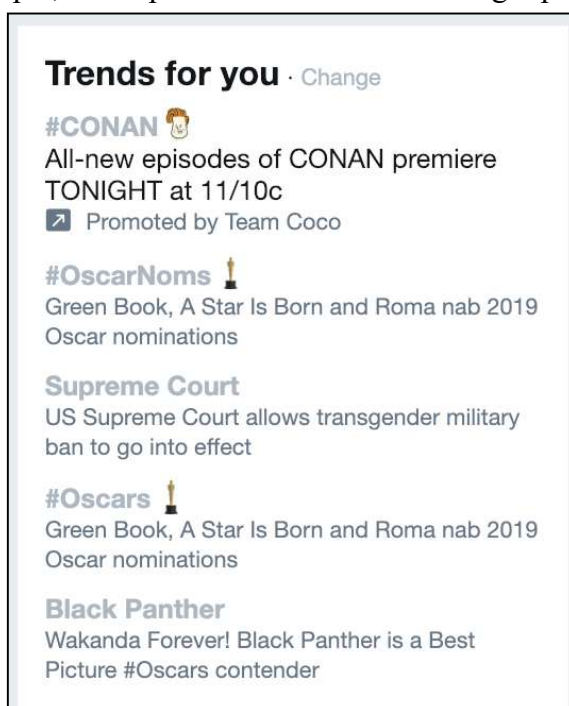 Trends for you · Change
#CONAN
All-new episodes of CONAN premiere
TONIGHT at 11/10c
Promoted by Team Coco
#OscarNoms
Green Book, A Star Is Born and Roma nab 2019
Oscar nominations
Supreme Court
US Supreme Court allows transgender military
ban to go into effect
#Oscars
Green Book, A Star Is Born and Roma nab 2019
Oscar nominations
Black Panther
Wakanda Forever! Black Panther is a Best
Picture #Oscars contender